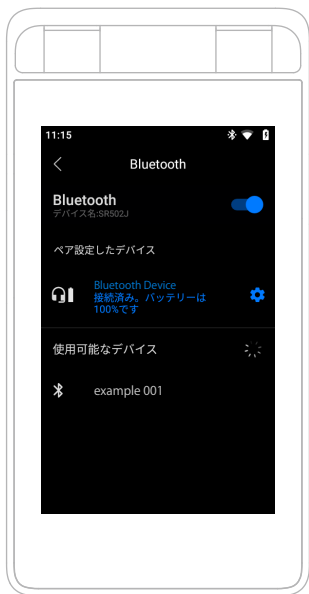 11:15
Bluetooth
Bluetooth
デバイス名:SR502J
ペア設定したデバイス
Bluetooth Device
接続済み。バッテリーは
100%です
使用可能なデバイス
example 001